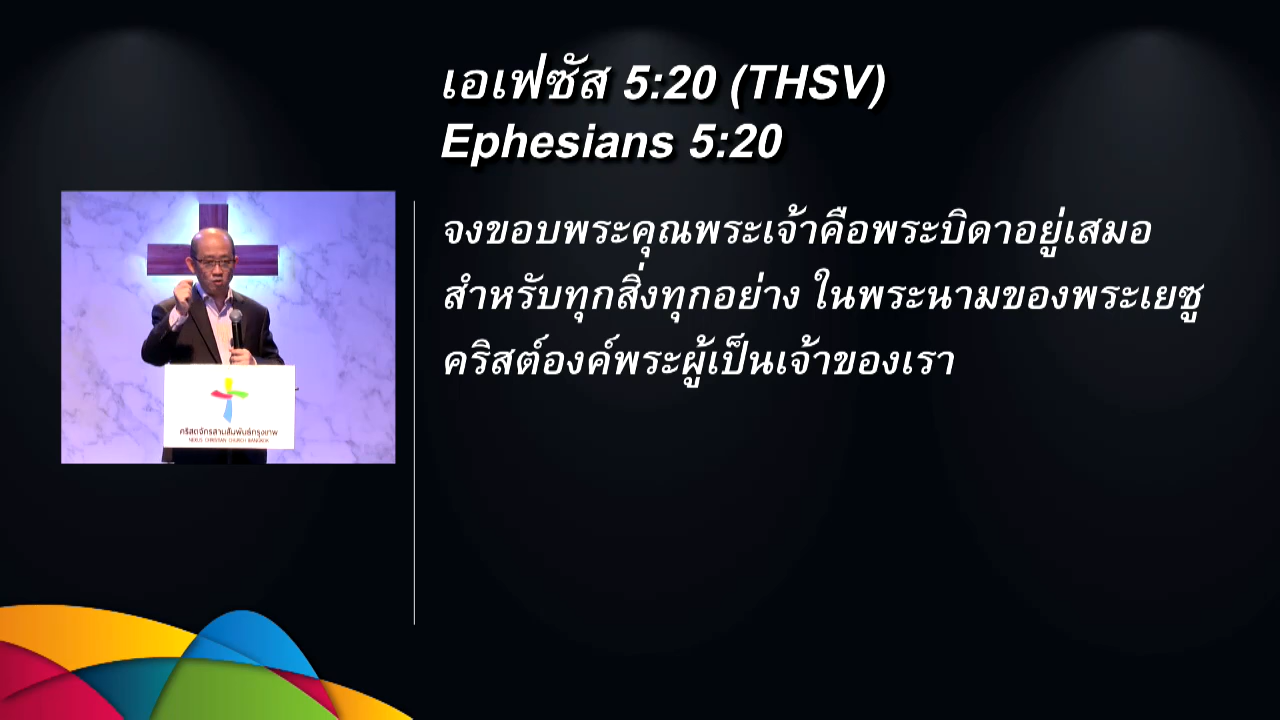 เอเฟซัส 5:20 (THSV)
Ephesians 5:20
จงขอบพระคุณพระเจ้าคือพระบิดาอยู่เสมอ
สำหรับทุกสิ่งทุกอย่าง ในพระนามของพระเยซู
คริสต์องค์พระผู้เป็นเจ้าของเรา
คริสตจักรสานสัมพันธ์กรุงเทพ
NEXUS CHRISTIAN CHURCH BANGKOK